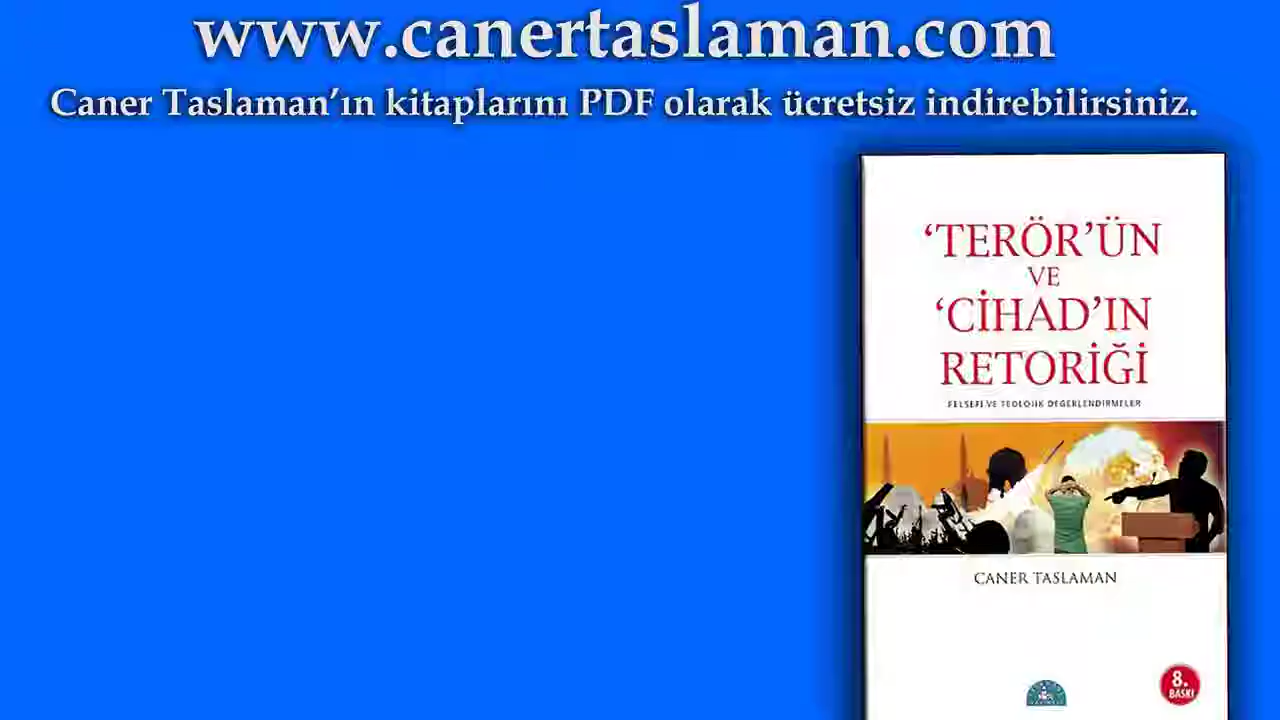 www.canertaslaman.com
Caner Taslaman’ın kitaplarını PDF olarak ücretsiz indirebilirsiniz.
‘TERÖR’ÜN
VE
‘CİHAD’IN
RETORİĞİ
FELSEFİ VE TEOLOJİK DEĞERLENDİRMELER
CANER TASLAMAN
8.
BASKI